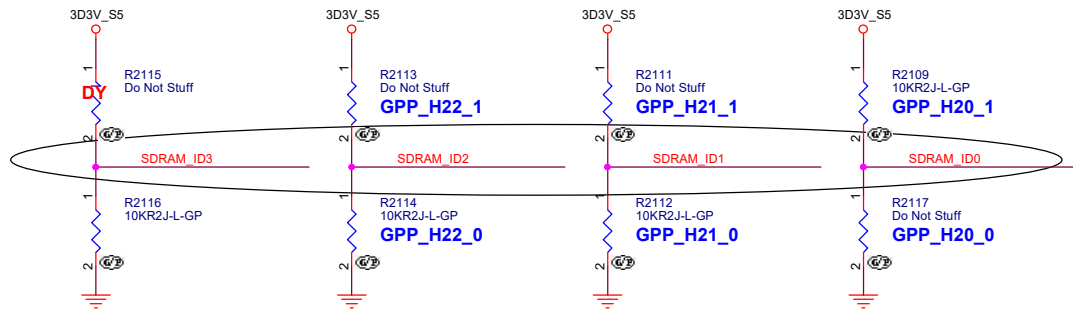 3D3V_S5
3D3V_S5
3D3V_S5
3D3V_S5
1
R2115
Do Not Stuff
DY
2
G/P
1
R2113
Do Not Stuff
GPP_H22_1
2
G/P
1
R2111
Do Not Stuff
GPP_H21_1
2
G/P
1
R2109
10KR2J-L-GP
GPP_H20_1
2
G/P
SDRAM_ID3
SDRAM_ID2
SDRAM_ID1
SDRAM_ID0
1
R2116
10KR2J-L-GP
2
G/P
1
R2114
10KR2J-L-GP
GPP_H22_0
2
G/P
1
R2112
10KR2J-L-GP
GPP_H21_0
2
G/P
1
R2117
Do Not Stuff
GPP_H20_0
2
G/P